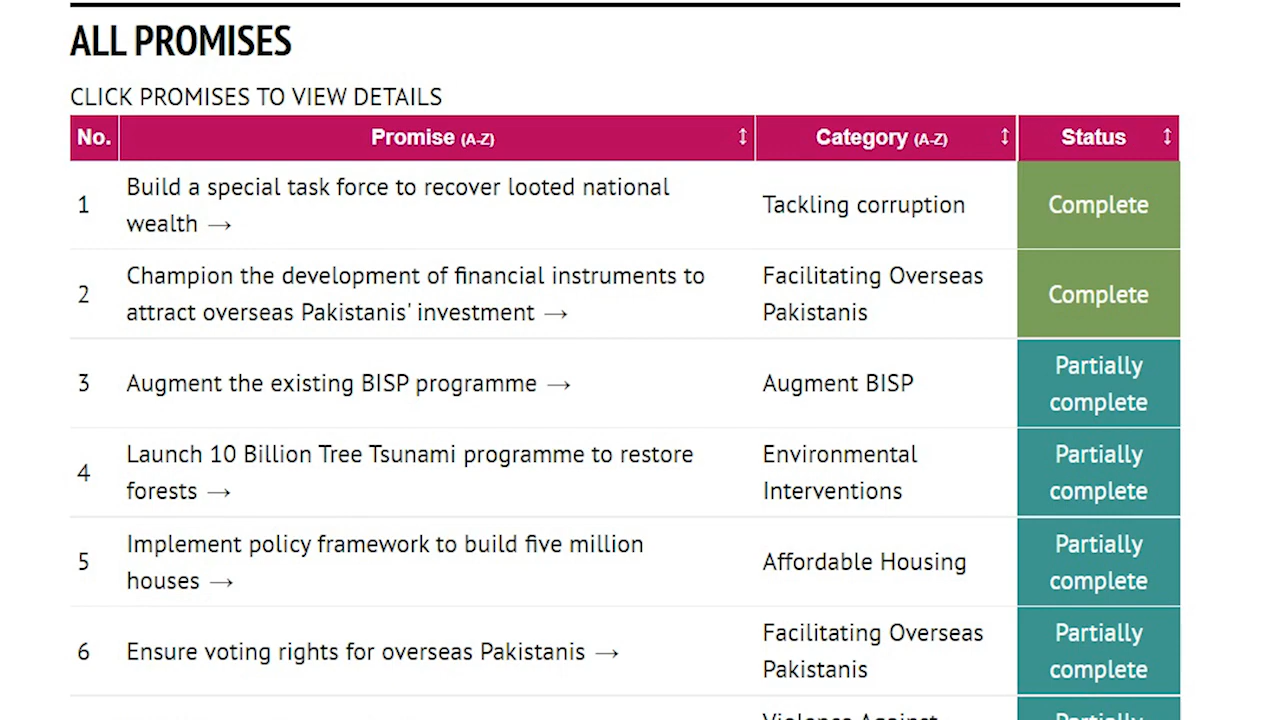 ALL PROMISES
CLICK PROMISES TO VIEW DETAILS
No. Promise (A-Z) ↕ Category (A-Z) ↕ Status ↕
1 Build a special task force to recover looted national
wealth → Tackling corruption Complete
2 Champion the development of financial instruments to
attract overseas Pakistanis' investment → Facilitating Overseas
Pakistanis Complete
3 Augment the existing BISP programme → Augment BISP Partially
complete
4 Launch 10 Billion Tree Tsunami programme to restore
forests → Environmental
Interventions Partially
complete
5 Implement policy framework to build five million
houses → Affordable Housing Partially
complete
6 Ensure voting rights for overseas Pakistanis → Facilitating Overseas
Pakistanis Partially
complete
Violence Against Partially